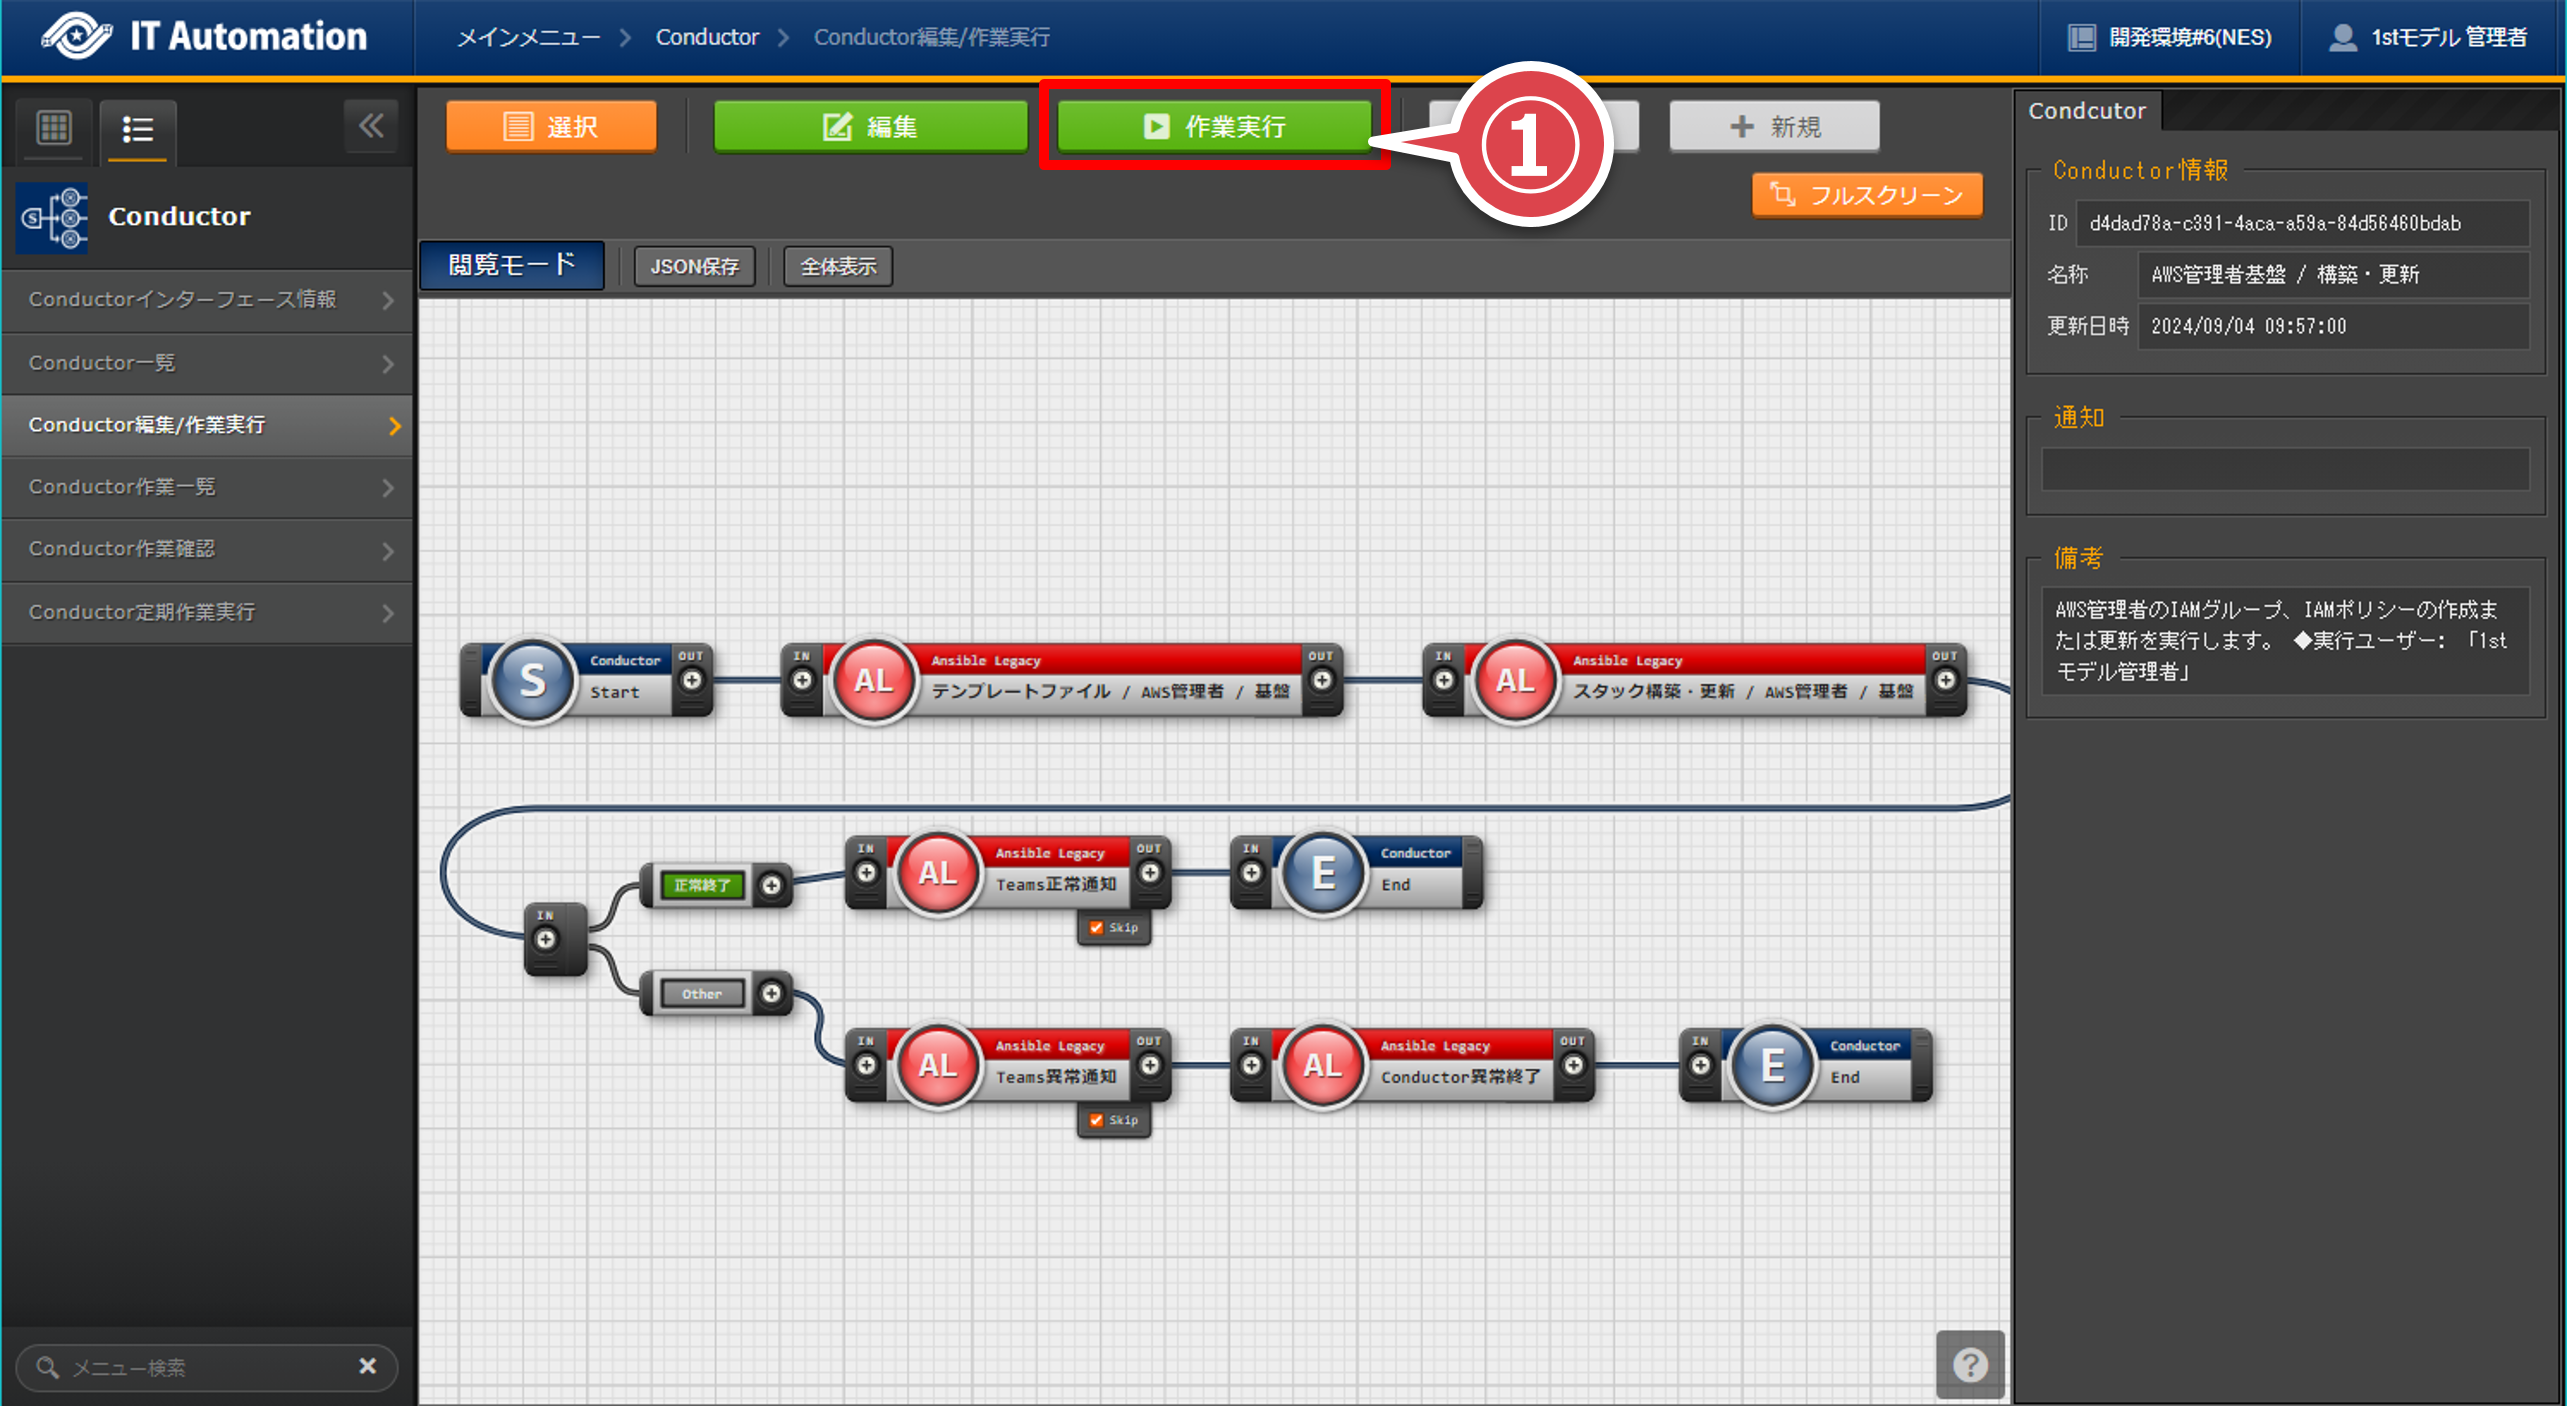 IT Automation
メインメニュー > Conductor > Conductor編集/作業実行
開発環境#6(NES)
1stモデル 管理者
選択
編集
作業実行
①
+ 新規
フルスクリーン
Conductor
Conductorインターフェース情報
Conductor一覧
Conductor編集/作業実行
Conductor作業一覧
Conductor作業確認
Conductor定期作業実行
メニュー検索
閲覧モード
JSON保存
全体表示
S
Conductor
Start
OUT
IN
AL
Ansible Legacy
テンプレートファイル / AWS管理者 / 基盤
OUT
IN
AL
Ansible Legacy
スタック構築・更新 / AWS管理者 / 基盤
OUT
IN
正常終了
IN
AL
Ansible Legacy
Teams正常通知
OUT
Skip
IN
E
Conductor
End
Other
IN
AL
Ansible Legacy
Teams異常通知
OUT
Skip
IN
AL
Ansible Legacy
Conductor異常終了
OUT
IN
E
Conductor
End
?
Condcutor
Conductor情報
ID d4dad78a-c391-4aca-a59a-84d56460bdab
名称 AWS管理者基盤 / 構築・更新
更新日時 2024/09/04 09:57:00
通知
備考
AWS管理者のIAMグループ、IAMポリシーの作成ま
たは更新を実行します。 ◆実行ユーザー: 「1st
モデル管理者」